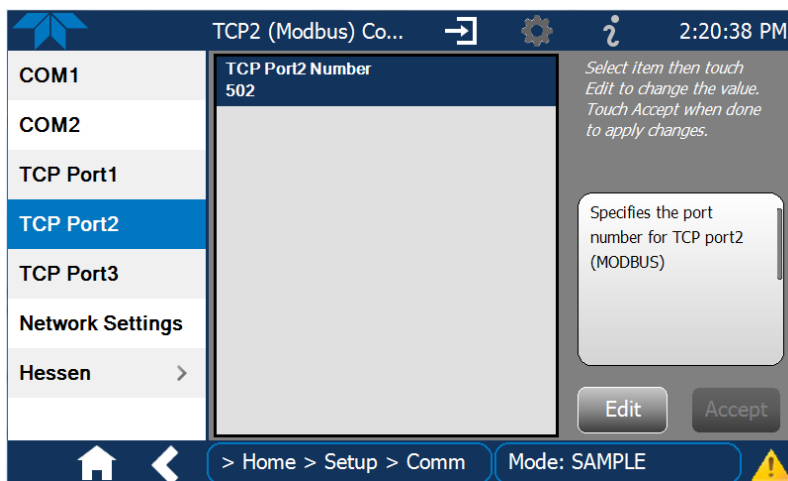 TCP2 (Modbus) Co...
2:20:38 PM
COM1
COM2
TCP Port1
TCP Port2
TCP Port3
Network Settings
Hessen >
TCP Port2 Number
502
Select item then touch
Edit to change the value.
Touch Accept when done
to apply changes.
Specifies the port
number for TCP port2
(MODBUS)
Edit
Accept
> Home > Setup > Comm
Mode: SAMPLE